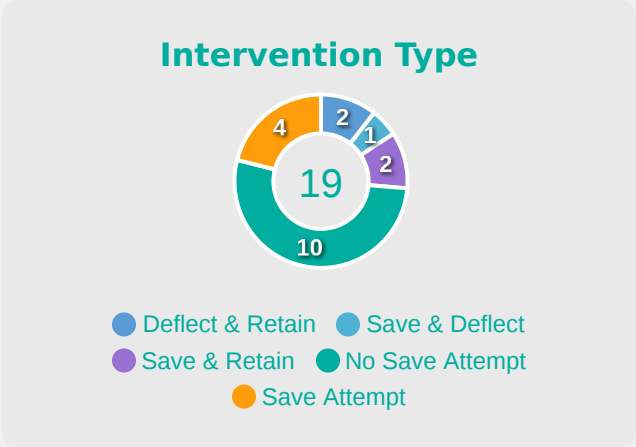 Intervention Type
4
2
1
2
19
10
Deflect & Retain
Save & Deflect
Save & Retain
No Save Attempt
Save Attempt